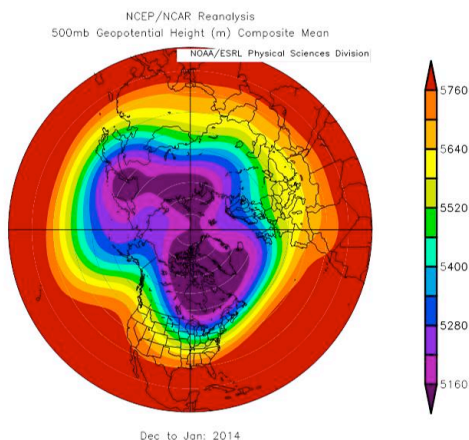 NCEP/NCAR Reanalysis
500mb Geopotential Height (m) Composite Mean
NOAA/ESRL Physical Sciences Division
5760
5640
5520
5400
5280
5160
Dec to Jan: 2014